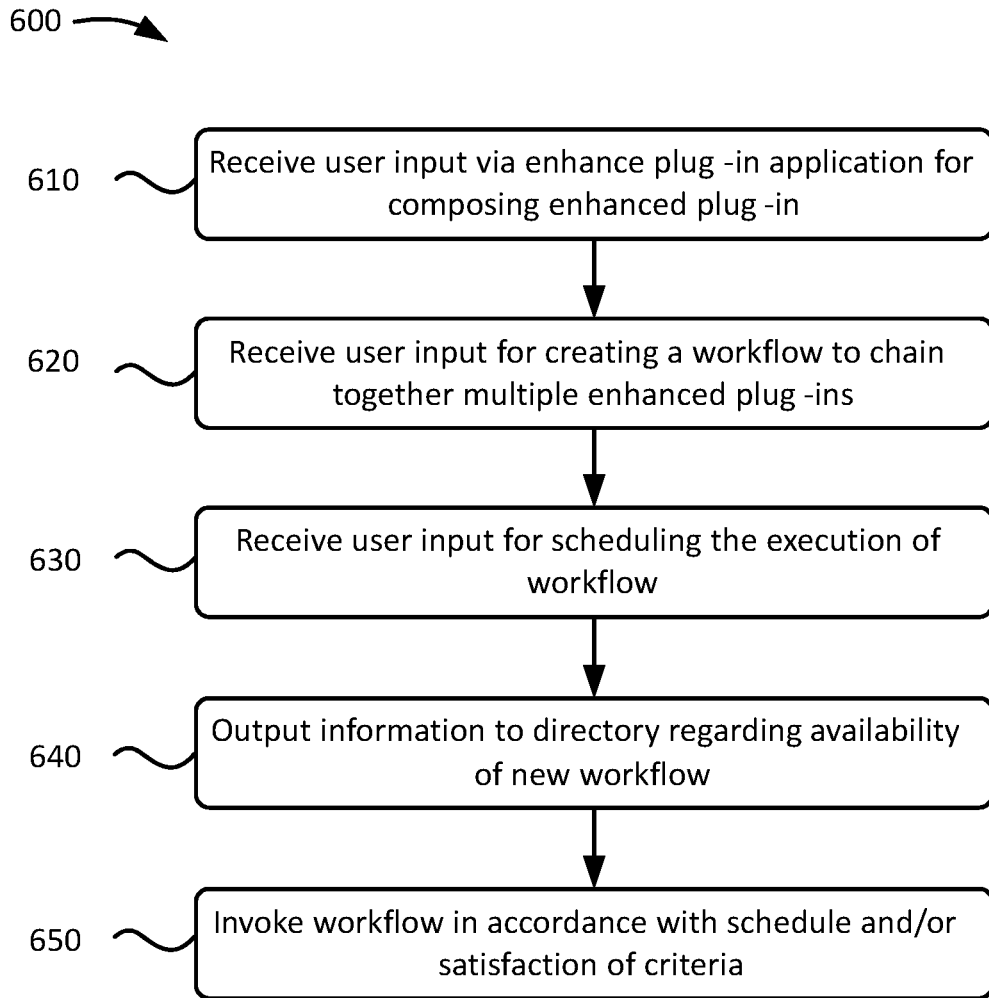 600
610
Receive user input via enhance plug -in application for
composing enhanced plug -in
620
Receive user input for creating a workflow to chain
together multiple enhanced plug -ins
630
Receive user input for scheduling the execution of
workflow
640
Output information to directory regarding availability
of new workflow
650
Invoke workflow in accordance with schedule and/or
satisfaction of criteria